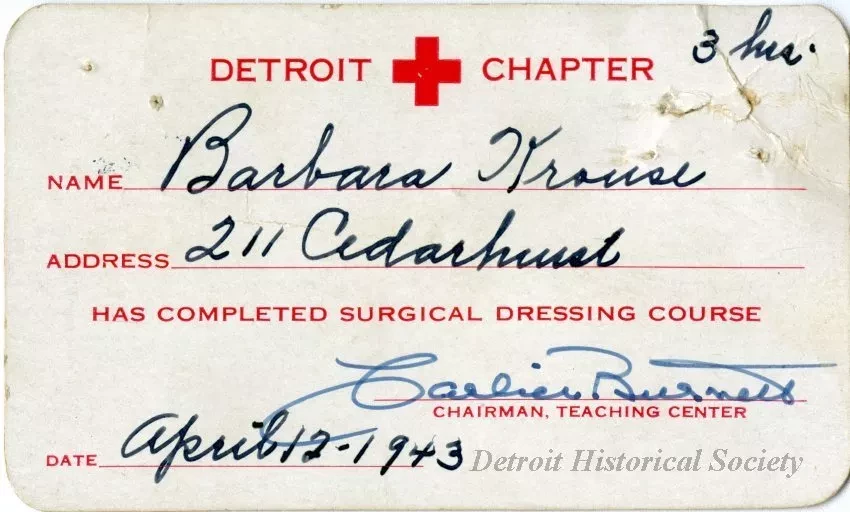 3 hrs.
DETROIT CHAPTER
NAME Barbara Krouse
ADDRESS 211 Cedarhurst
HAS COMPLETED SURGICAL DRESSING COURSE
Burnett
CHAIRMAN, TEACHING CENTER
DATE April 12-1943
Detroit Historical Society